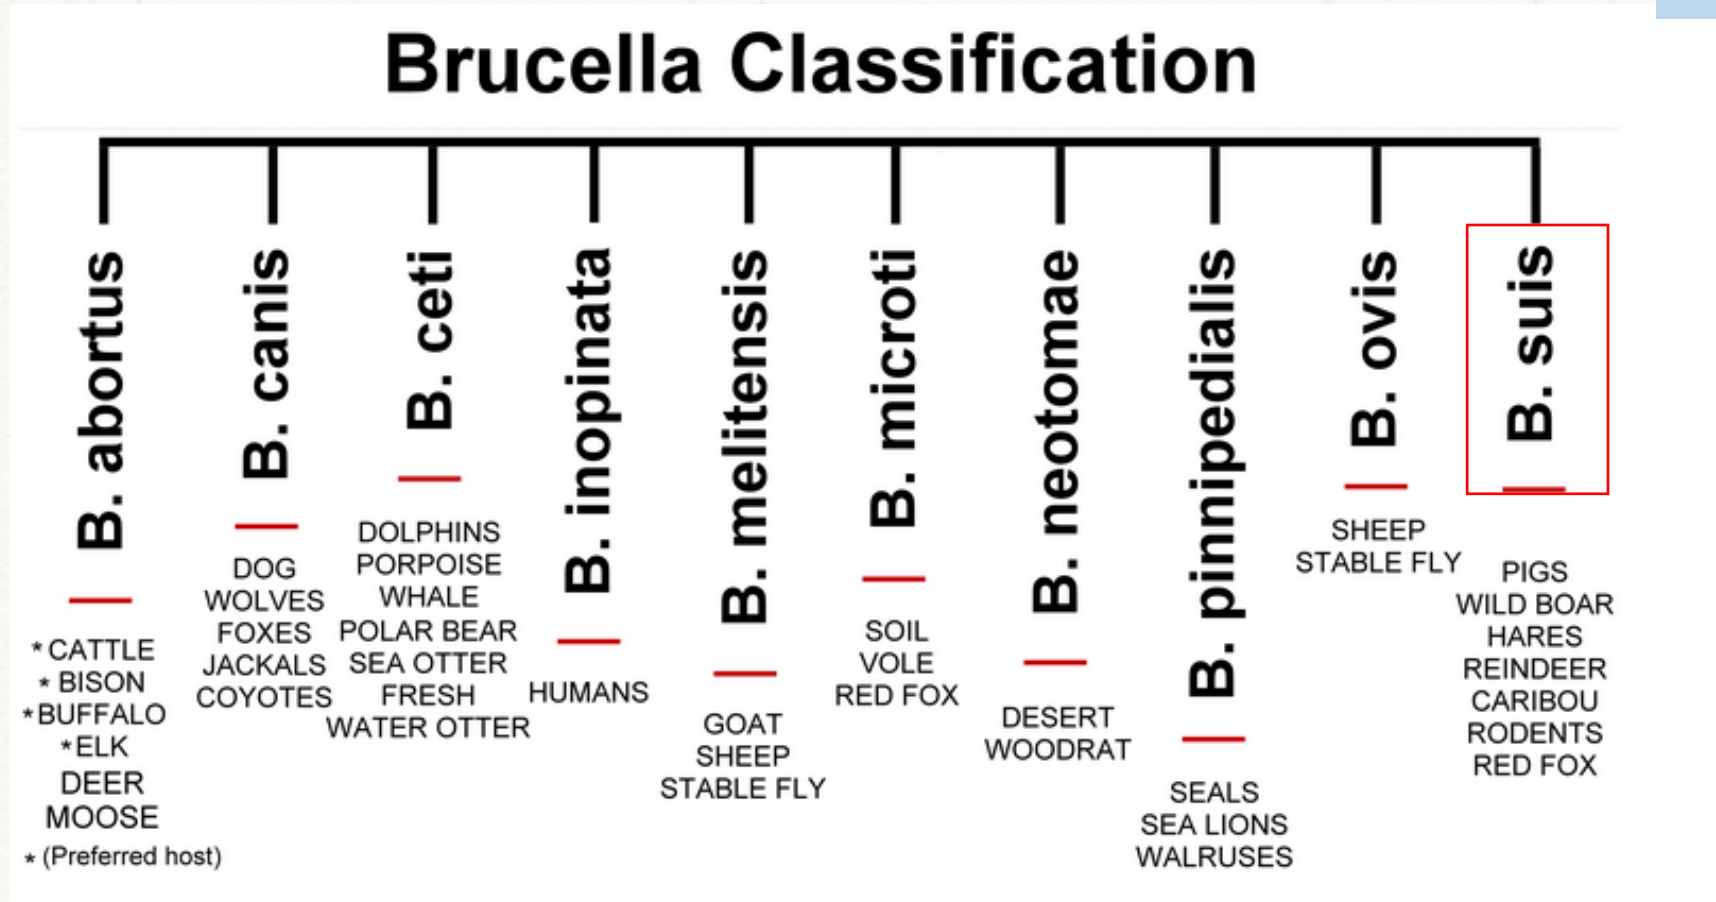 Brucella Classification
B. abortus
* CATTLE
* BISON
*BUFFALO
*ELK
DEER
MOOSE
* (Preferred host)
B. canis
DOG
WOLVES
FOXES
JACKALS
COYOTES
B. ceti
DOLPHINS
PORPOISE
WHALE
POLAR BEAR
SEA OTTER
FRESH
WATER OTTER
B. inopinata
HUMANS
B. melitensis
GOAT
SHEEP
STABLE FLY
B. microti
SOIL
VOLE
RED FOX
B. neotomae
DESERT
WOODRAT
B. pinnipedialis
SEALS
SEA LIONS
WALRUSES
B. ovis
SHEEP
STABLE FLY
B. suis
PIGS
WILD BOAR
HARES
REINDEER
CARIBOU
RODENTS
RED FOX